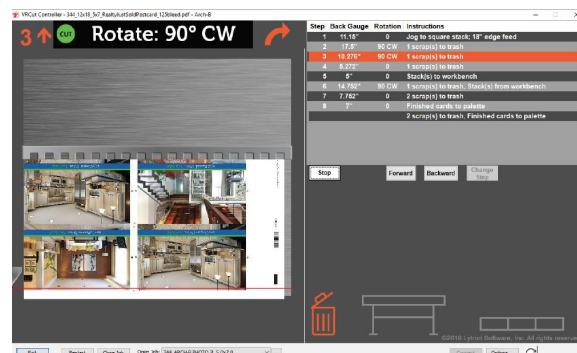 VRCut Controller - 344_12x18_5x7_RealtyJustSoldPostcard_125bleed.pdf - Arch-B
3 CUT Rotate: 90° CW
Step Back Gauge Rotation Instructions
1 11.15" 0 Jog to square stack; 18" edge feed
2 17.5" 90 CW 1 scrap(s) to trash
3 10.276" 90 CW 1 scrap(s) to trash
4 5.272" 0 1 scrap(s) to trash
5 5" 0 Stack(s) to workbench
6 14.752" 90 CW 1 scrap(s) to trash, Stack(s) from workbench
7 7.752" 0 2 scrap(s) to trash
8 7" 0 Finished cards to palette
2 scrap(s) to trash, Finished cards to palette
Stop Forward Backward Change Step
©2018 Lytrod Software, Inc. All rights reserved
Open Job